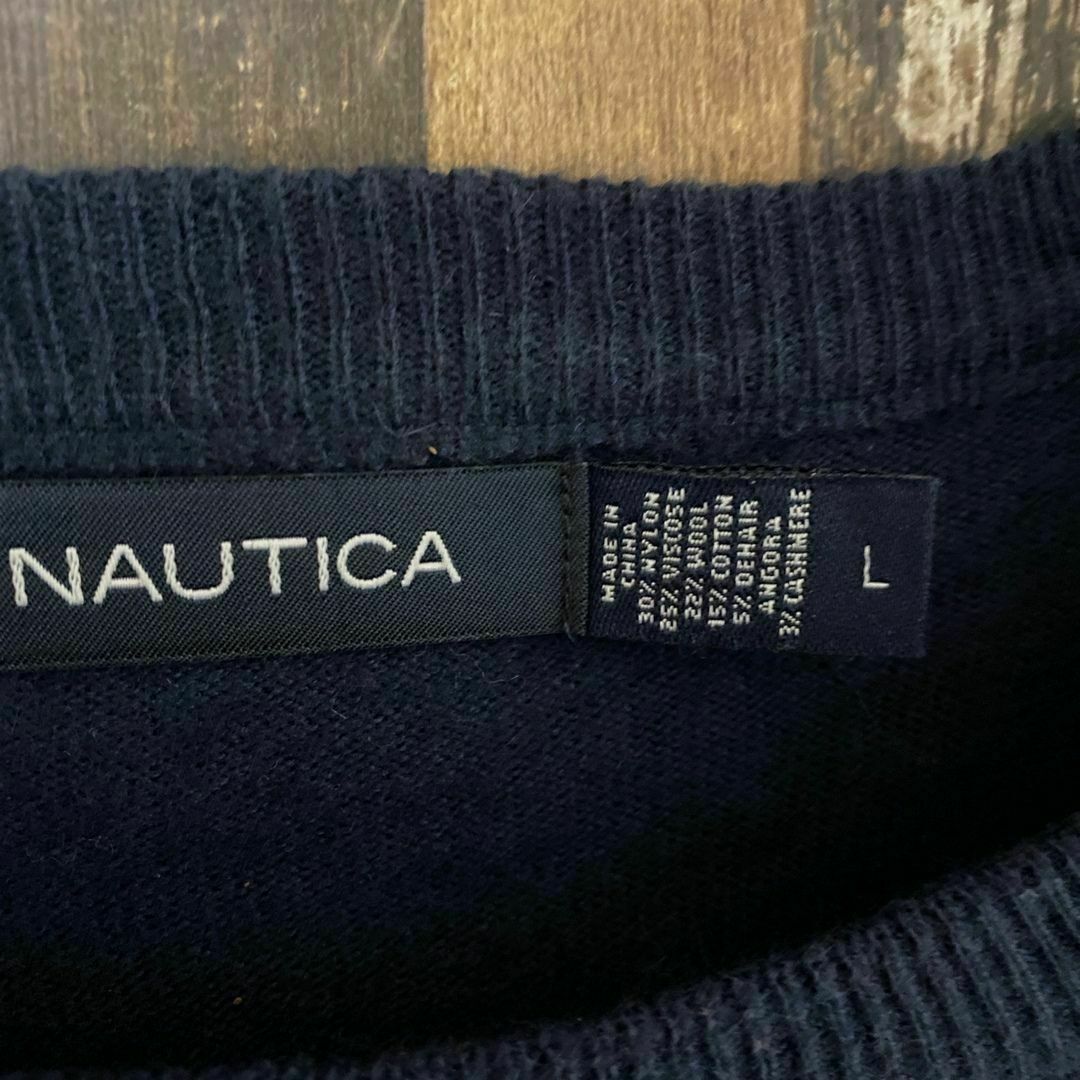 NAUTICA
MADE IN
CHINA
30% NYLON
25% VISCOSE
22% WOOL
15% COTTON
5% DEHAIR
ANGORA
3% CASHMERE
L